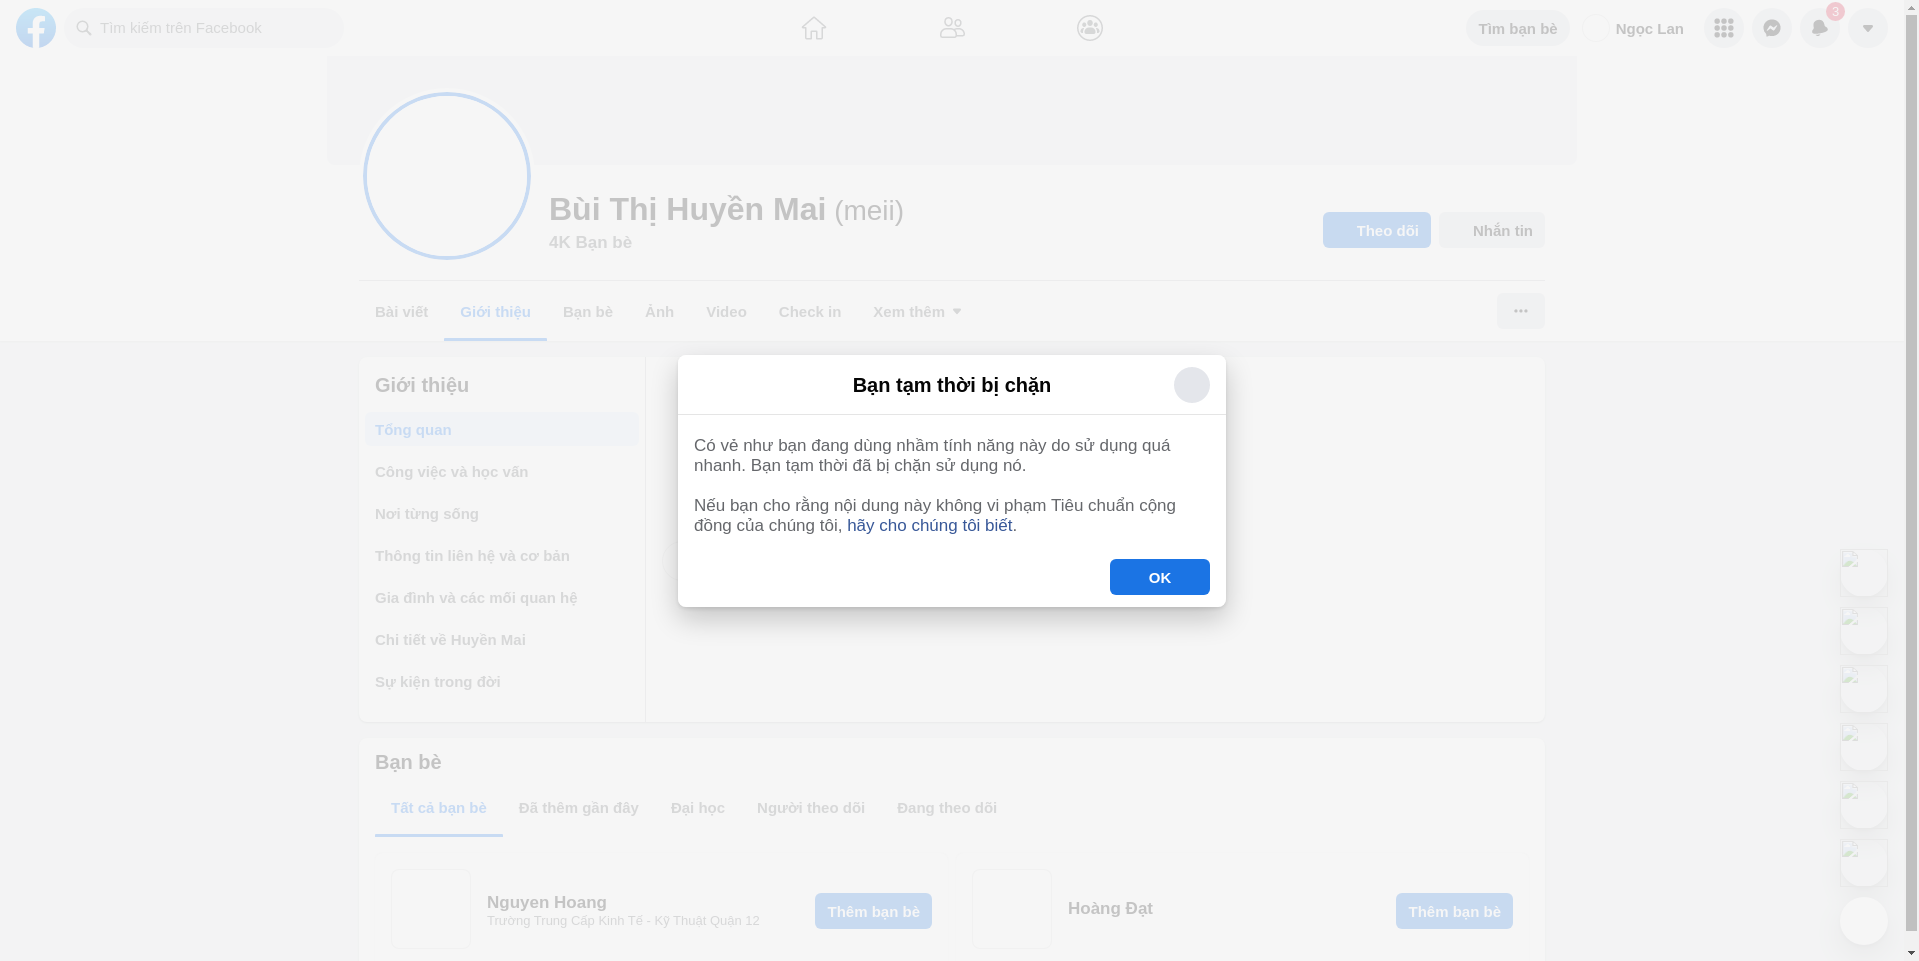 Tìm kiếm trên Facebook
Tìm bạn bè
Ngọc Lan
3
Bùi Thị Huyền Mai (meii)
4K Bạn bè
Theo dõi
Nhắn tin
Bài viết
Giới thiệu
Bạn bè
Ảnh
Video
Check in
Xem thêm
Giới thiệu
Tổng quan
Công việc và học vấn
Nơi từng sống
Thông tin liên hệ và cơ bản
Gia đình và các mối quan hệ
Chi tiết về Huyền Mai
Sự kiện trong đời
Bạn tạm thời bị chặn
Có vẻ như bạn đang dùng nhầm tính năng này do sử dụng quá
nhanh. Bạn tạm thời đã bị chặn sử dụng nó.
Nếu bạn cho rằng nội dung này không vi phạm Tiêu chuẩn cộng
đồng của chúng tôi, hãy cho chúng tôi biết.
OK
Bạn bè
Tất cả bạn bè
Đã thêm gần đây
Đại học
Người theo dõi
Đang theo dõi
Nguyen Hoang
Trường Trung Cấp Kinh Tế - Kỹ Thuật Quận 12
Thêm bạn bè
Hoàng Đạt
Thêm bạn bè